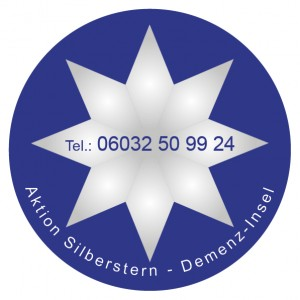 Tel.: 06032 50 99 24
Aktion Silberstern - Demenz-Insel